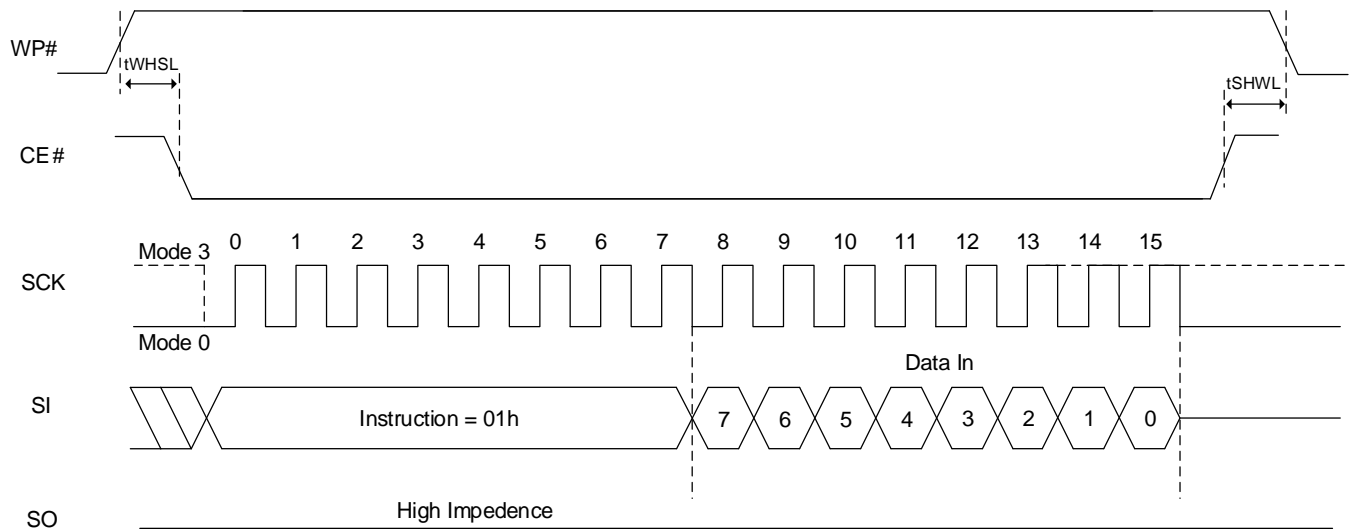 WP#
tWHSL
tSHWL
CE#
Mode 3
0 1 2 3 4 5 6 7 8 9 10 11 12 13 14 15
SCK
Mode 0
Data In
SI
Instruction = 01h
7 6 5 4 3 2 1 0
SO
High Impedence